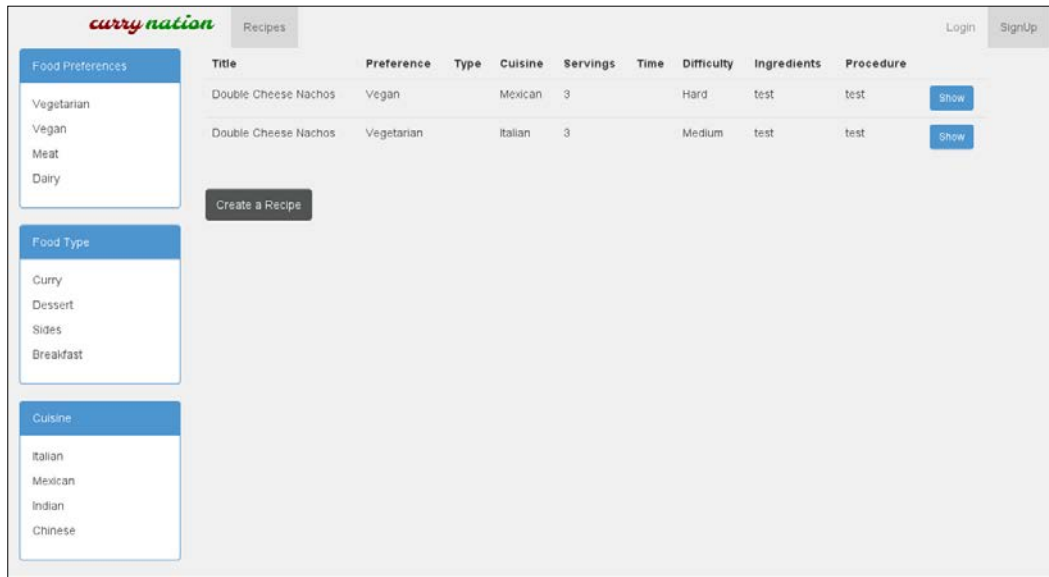 curry nation
Recipes
Login
SignUp
Food Preferences
Vegetarian
Vegan
Meat
Dairy
Food Type
Curry
Dessert
Sides
Breakfast
Cuisine
Italian
Mexican
Indian
Chinese
Title Preference Type Cuisine Servings Time Difficulty Ingredients Procedure
Double Cheese Nachos Vegan Mexican 3 Hard test test Show
Double Cheese Nachos Vegetarian Italian 3 Medium test test Show
Create a Recipe